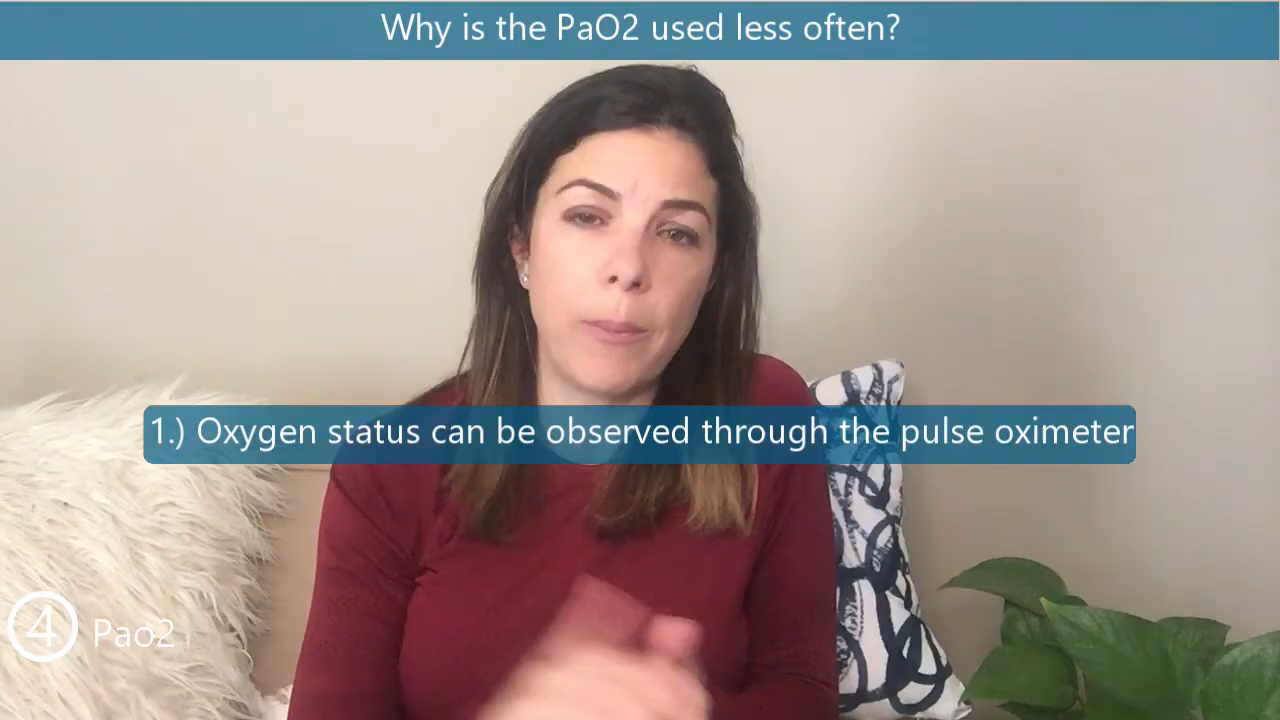 Why is the PaO2 used less often?
1.) Oxygen status can be observed through the pulse oximeter
4 Pao2